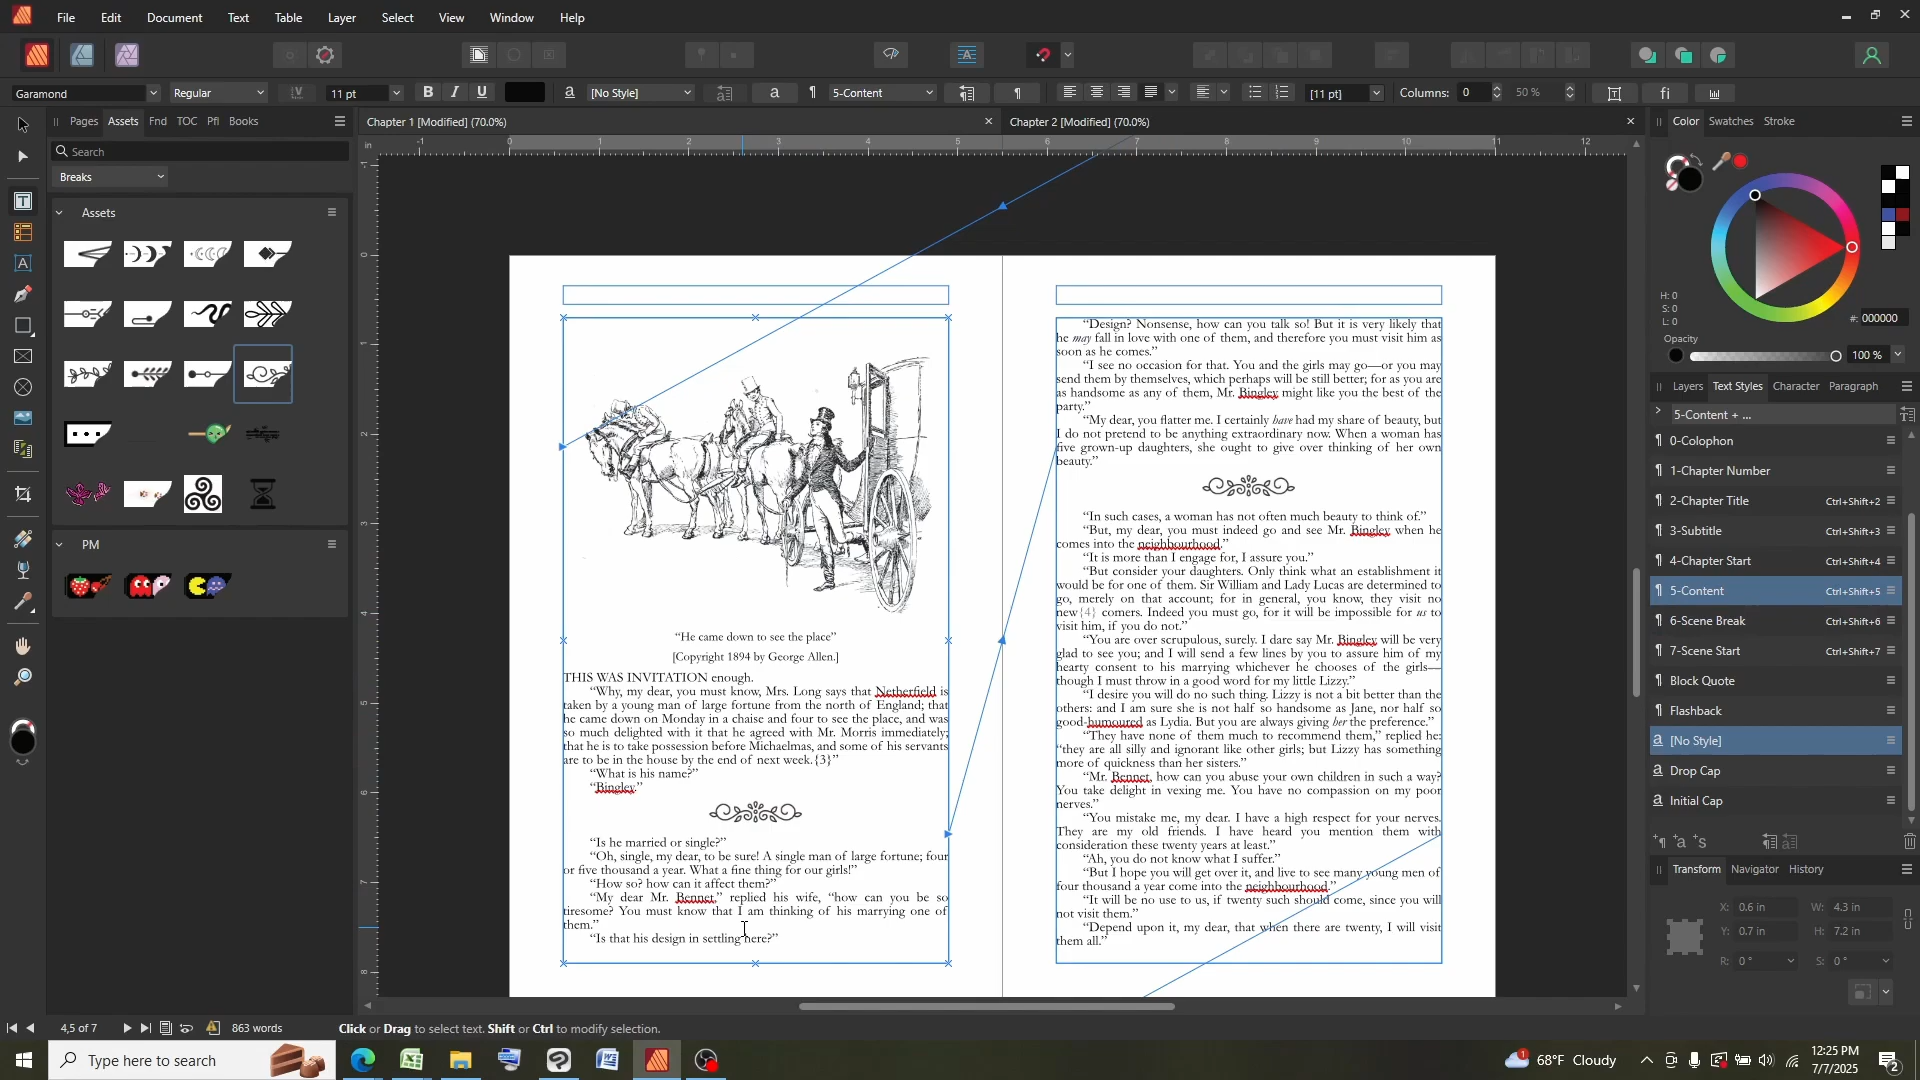 File Edit Document Text Table Layer Select View Window Help
Garamond Regular 11 pt B I U a [No Style] a ¶ 5-Content ¶ [11 pt] Columns: 0 50 % fi
Pages Assets Fnd TOC Pfl Books
Search
Breaks
Assets
PM
Chapter 1 [Modified] (70.0%)
Chapter 2 [Modified] (70.0%)
in -1 0 1 2 3 4 5 6 7 8 9 10 11 12
“He came down to see the place”
[Copyright 1894 by George Allen.]
THIS WAS INVITATION enough.
“Why, my dear, you must know, Mrs. Long says that Netherfield is
taken by a young man of large fortune from the north of England; that
he came down on Monday in a chaise and four to see the place, and was
so much delighted with it that he agreed with Mr. Morris immediately;
that he is to take possession before Michaelmas, and some of his servants
are to be in the house by the end of next week.{3}”
“What is his name?”
“Bingley.”
“Is he married or single?”
“Oh, single, my dear, to be sure! A single man of large fortune; four
or five thousand a year. What a fine thing for our girls!”
“How so? how can it affect them?”
“My dear Mr. Bennet,” replied his wife, “how can you be so
tiresome? You must know that I am thinking of his marrying one of
them.”
“Is that his design in settling here?”
“Design? Nonsense, how can you talk so! But it is very likely that
he may fall in love with one of them, and therefore you must visit him as
soon as he comes.”
“I see no occasion for that. You and the girls may go—or you may
send them by themselves, which perhaps will be still better; for as you are
as handsome as any of them, Mr. Bingley might like you the best of the
party.”
“My dear, you flatter me. I certainly have had my share of beauty, but
I do not pretend to be anything extraordinary now. When a woman has
five grown-up daughters, she ought to give over thinking of her own
beauty.”
“In such cases, a woman has not often much beauty to think of.”
“But, my dear, you must indeed go and see Mr. Bingley when he
comes into the neighbourhood.”
“It is more than I engage for, I assure you.”
“But consider your daughters. Only think what an establishment it
would be for one of them. Sir William and Lady Lucas are determined to
go, merely on that account; for in general, you know, they visit no
new{4} comers. Indeed you must go, for it will be impossible for us to
visit him, if you do not.”
“You are over scrupulous, surely. I dare say Mr. Bingley will be very
glad to see you; and I will send a few lines by you to assure him of my
hearty consent to his marrying whichever he chooses of the girls—
though I must throw in a good word for my little Lizzy.”
“I desire you will do no such thing. Lizzy is not a bit better than the
others: and I am sure she is not half so handsome as Jane, nor half so
good-humoured as Lydia. But you are always giving her the preference.”
“They have none of them much to recommend them,” replied he:
“they are all silly and ignorant like other girls; but Lizzy has something
more of quickness than her sisters.”
“Mr. Bennet, how can you abuse your own children in such a way?
You take delight in vexing me. You have no compassion on my poor
nerves.”
“You mistake me, my dear. I have a high respect for your nerves.
They are my old friends. I have heard you mention them with
consideration these twenty years at least.”
“Ah, you do not know what I suffer.”
“But I hope you will get over it, and live to see many young men of
four thousand a year come into the neighbourhood.”
“It will be no use to us, if twenty such should come, since you will
not visit them.”
“Depend upon it, my dear, that when there are twenty, I will visit
them all.”
Color Swatches Stroke
H: 0
S: 0
L: 0
#: 000000
Opacity
100 %
Layers Text Styles Character Paragraph
5-Content + ...
¶ 0-Colophon
¶ 1-Chapter Number
¶ 2-Chapter Title Ctrl+Shift+2
¶ 3-Subtitle Ctrl+Shift+3
¶ 4-Chapter Start Ctrl+Shift+4
¶ 5-Content Ctrl+Shift+5
¶ 6-Scene Break Ctrl+Shift+6
¶ 7-Scene Start Ctrl+Shift+7
¶ Block Quote
¶ Flashback
a [No Style]
a Drop Cap
a Initial Cap
Transform Navigator History
X: 0.6 in W: 4.3 in
Y: 0.7 in H: 7.2 in
R: 0 ° S: 0 °
4,5 of 7 863 words Click or Drag to select text. Shift or Ctrl to modify selection.
Type here to search
68°F Cloudy
12:25 PM
7/7/2025
2